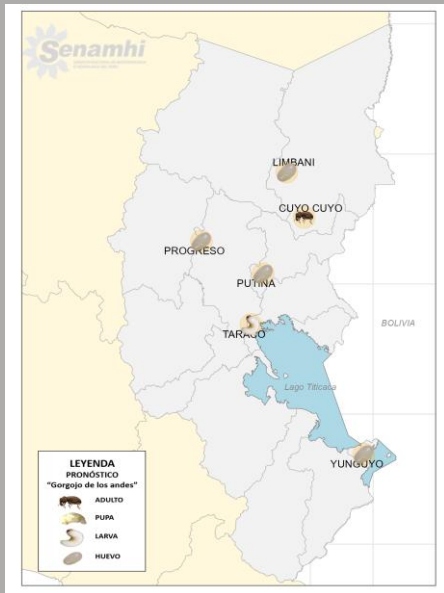 Senamhi
LIMBANI
CUYO CUYO
PROGRESO
PUTINA
TARACO
BOLIVIA
Lago Titicaca
YUNGUYO
LEYENDA
PRONÓSTICO
"Gorgojo de los andes"
ADULTO
PUPA
LARVA
HUEVO